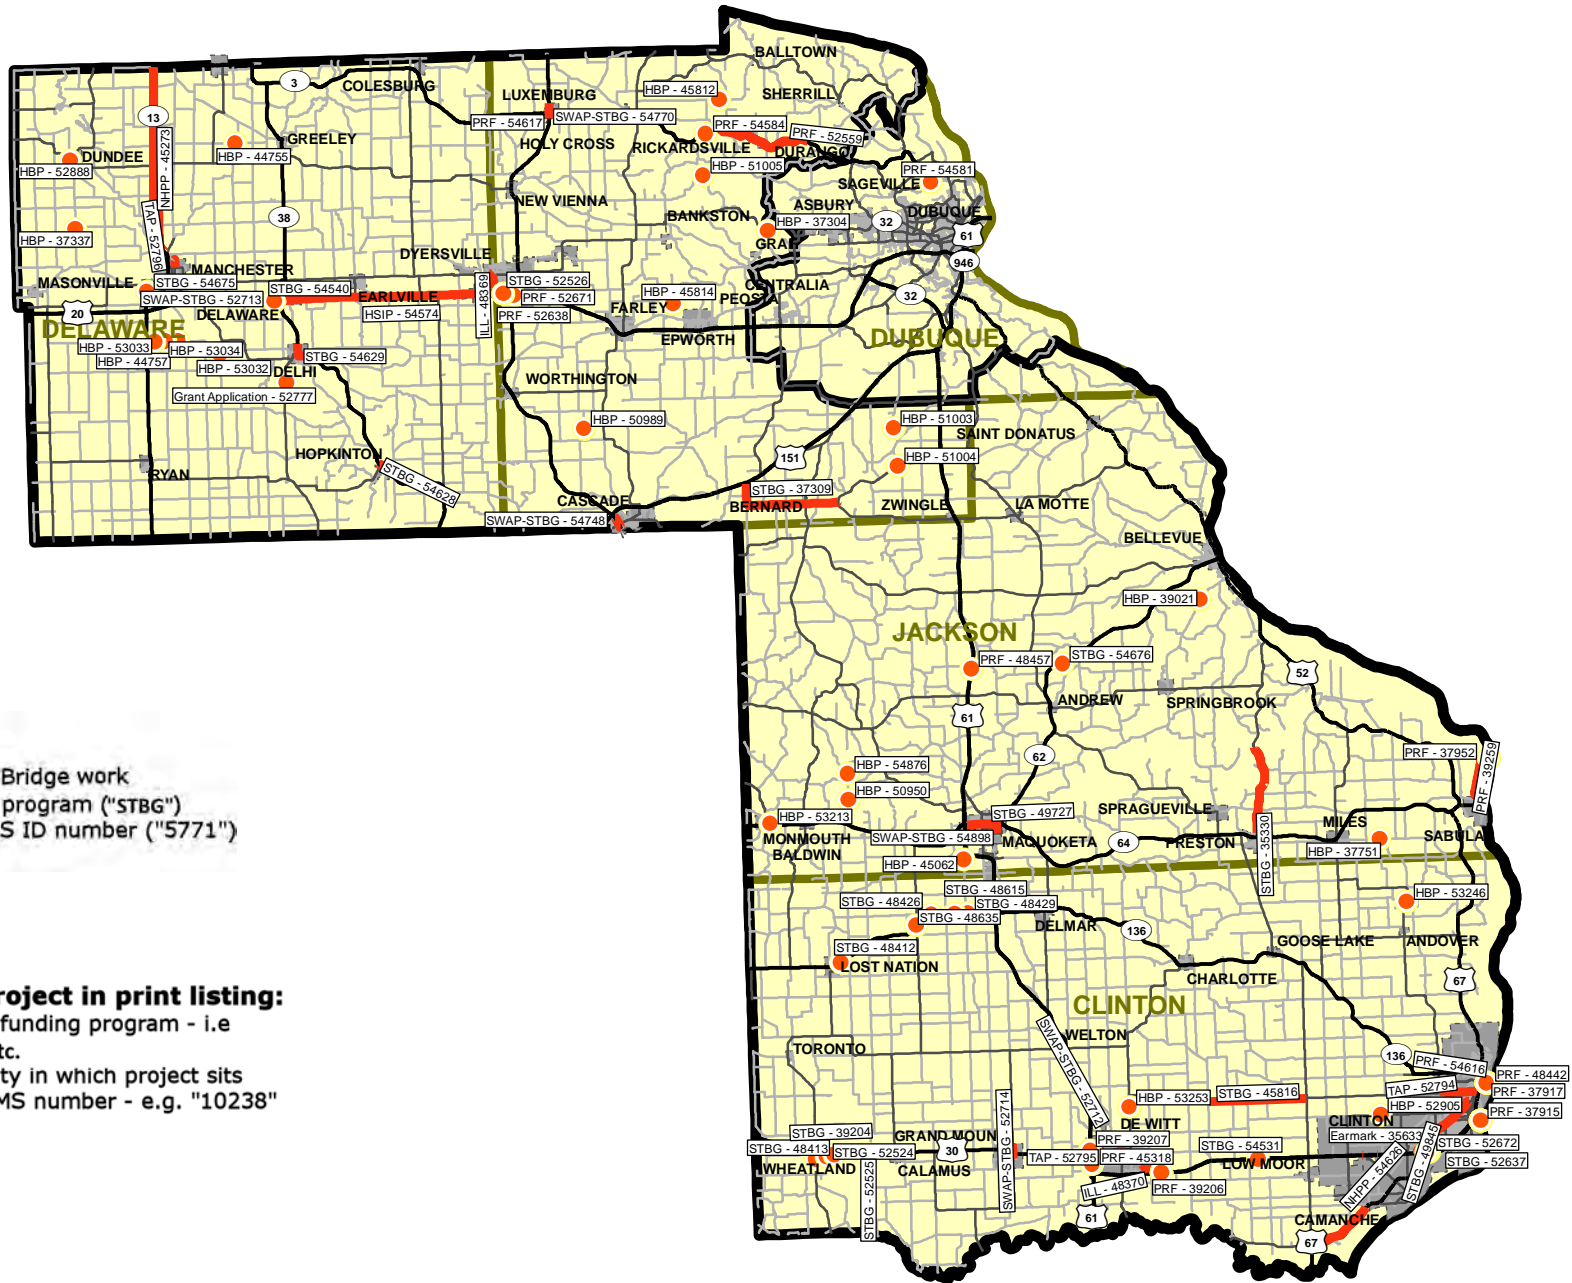 BALLTOWN
3
COLESBURG
HBP - 45812
SHERRILL
LUXEMBURG
13
PRF - 54617
SWAP-STBG - 54770
PRF - 54584
PRF - 52559
GREELEY
HOLY CROSS
RICKARDSVILLE
DURANGO
DUNDEE
HBP - 44755
NHPP - 45273
HBP - 52888
HBP - 51005
PRF - 54581
SAGEVILLE
NEW VIENNA
ASBURY
38
BANKSTON
HBP - 37304
32
DUBUQUE
61
TAP - 52796
HBP - 37337
GRAF
DYERSVILLE
946
MANCHESTER
MASONVILLE
STBG - 54675
STBG - 54540
STBG - 52526
CENTRALIA
HBP - 45814
PEOSTA
32
SWAP-STBG - 52713
EARLVILLE
ILL - 48369
PRF - 52671
FARLEY
20
DELAWARE
HSIP - 54574
PRF - 52638
DELAWARE
EPWORTH
DUBUQUE
HBP - 53033
HBP - 53034
STBG - 54629
HBP - 44757
HBP - 53032
DELHI
WORTHINGTON
Grant Application - 52777
HBP - 50989
HBP - 51003
SAINT DONATUS
HOPKINTON
151
HBP - 51004
RYAN
STBG - 54628
STBG - 37309
CASCADE
BERNARD
ZWINGLE
LA MOTTE
SWAP-STBG - 54748
BELLEVUE
HBP - 39021
JACKSON
PRF - 48457
STBG - 54676
52
ANDREW
SPRINGBROOK
61
62
PRF - 37952
PRF - 39259
HBP - 54876
Bridge work
HBP - 50950
program ("STBG")
S ID number ("5771")
HBP - 53213
STBG - 49727
SPRAGUEVILLE
MILES
SABULA
MONMOUTH
SWAP-STBG - 54898
MAQUOKETA
64
PRESTON
HBP - 37751
BALDWIN
HBP - 45062
STBG - 35330
STBG - 48615
HBP - 53246
STBG - 48426
STBG - 48429
STBG - 48635
DELMAR
136
GOOSE LAKE
ANDOVER
STBG - 48412
LOST NATION
CHARLOTTE
67
roject in print listing:
CLINTON
funding program - i.e
WELTON
tc.
TORONTO
SWAP-STBG - 52712
136
PRF - 54616
ty in which project sits
PRF - 48442
MS number - e.g. "10238"
TAP - 52794
PRF - 37917
HBP - 53253
STBG - 45816
HBP - 52905
PRF - 37915
DE WITT
CLINTON
STBG - 39204
GRAND MOUN
SWAP-STBG - 52714
PRF - 39207
Earmark - 35633
STBG - 52672
STBG - 48413
STBG - 52524
30
TAP - 52795
PRF - 45318
STBG - 54531
STBG - 49845
STBG - 52637
WHEATLAND
CALAMUS
LOW MOOR
STBG - 52525
ILL - 48370
PRF - 39206
NHPP - 54626
61
CAMANCHE
67